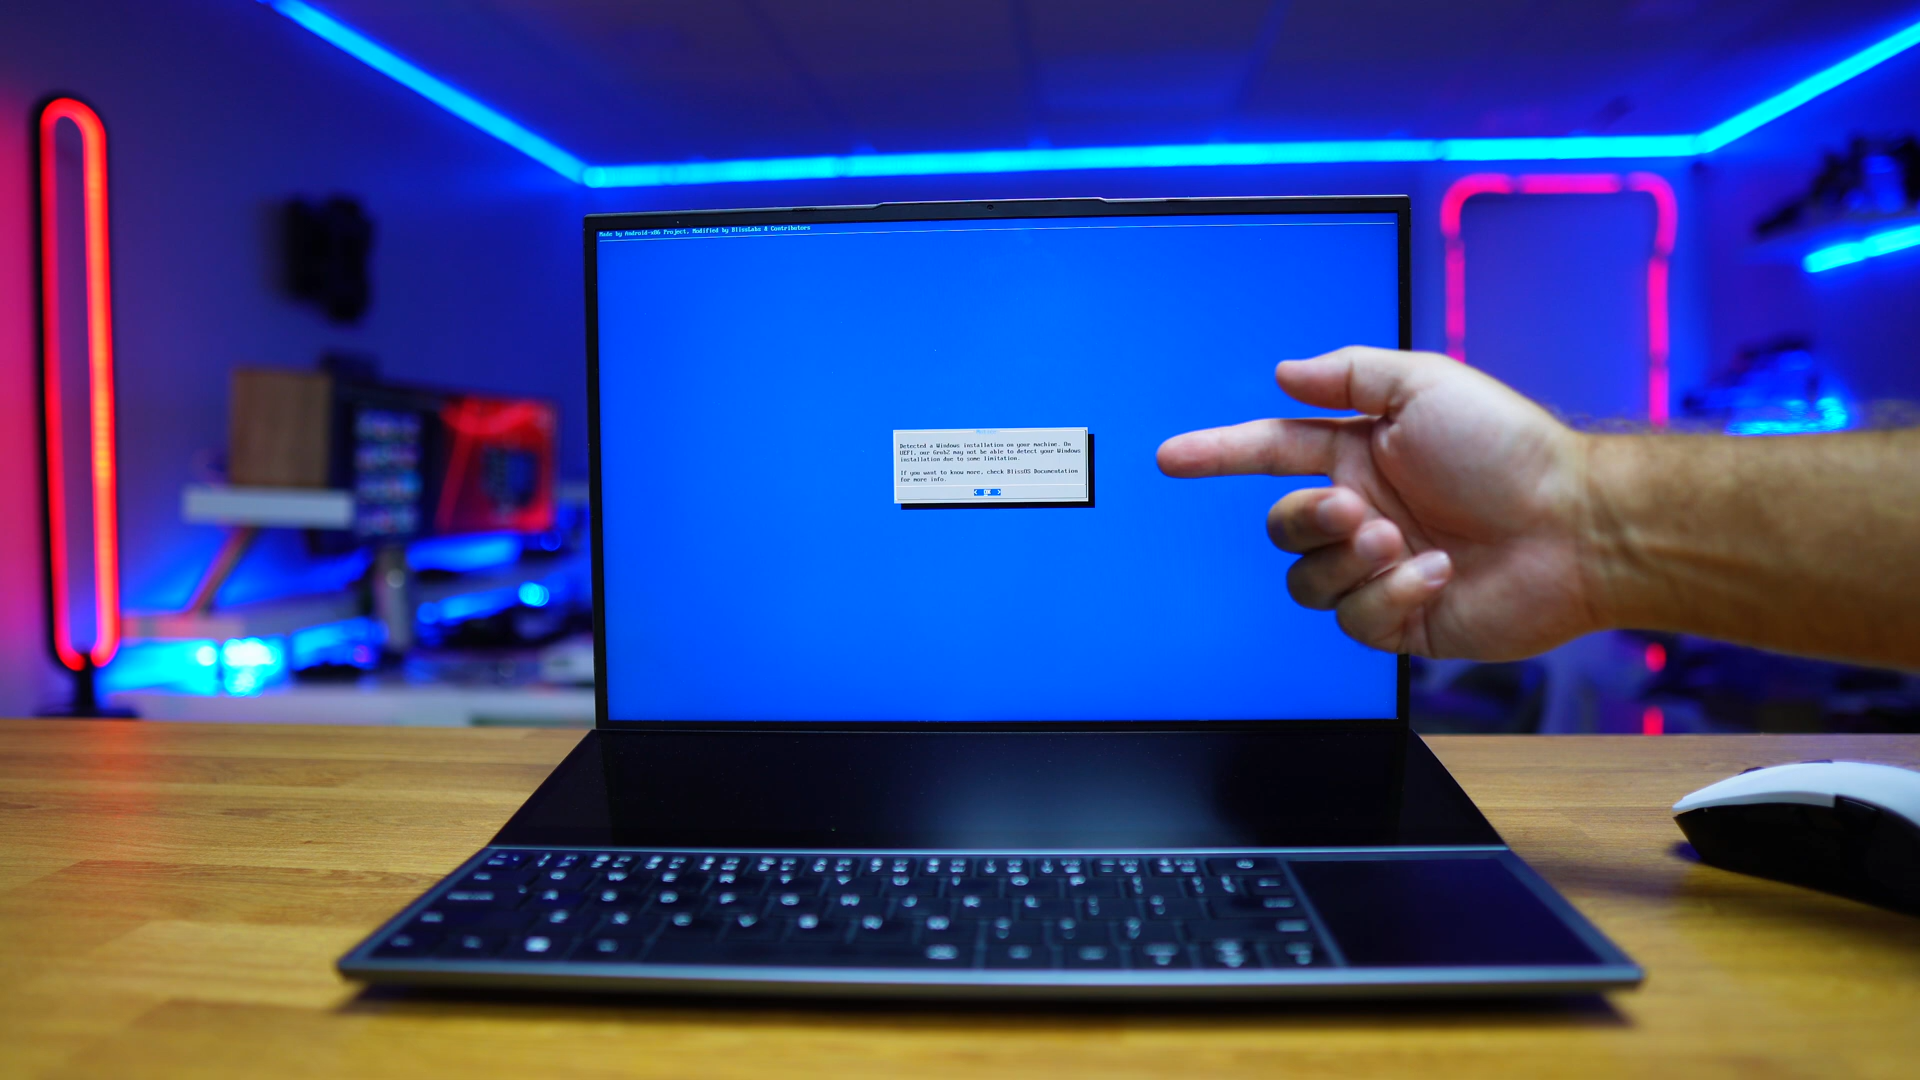 Made by Android-x86 Project, Modified by BlissLabs & Contributors
Detected a Windows installation on your machine. On
UEFI, our Grub2 may not be able to detect your Windows
installation due to some limitation.
If you want to know more, check BlissOS Documentation
for more info.
< OK >